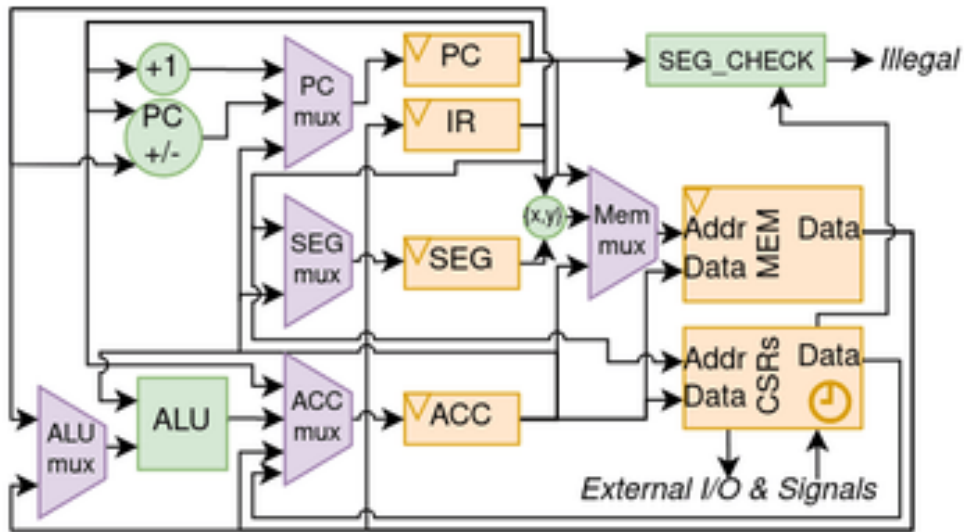 +1
PC
+/-
PC
mux
PC
IR
SEG_CHECK
Illegal
SEG
mux
SEG
{x,y}
Mem
mux
Addr
Data
MEM
Data
ALU
mux
ALU
ACC
mux
ACC
Addr
Data
CSRs
Data
External I/O & Signals